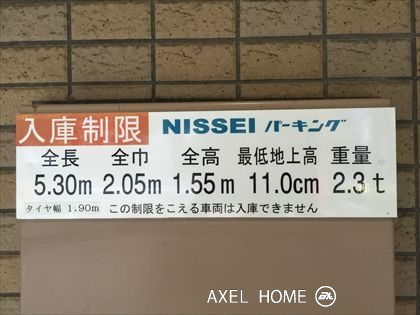 入庫制限 NISSEI パーキング
全長 全巾 全高 最低地上高 重量
5.30m 2.05m 1.55m 11.0cm 2.3t
タイヤ幅 1.90m この制限をこえる車両は入庫できません
AXEL HOME